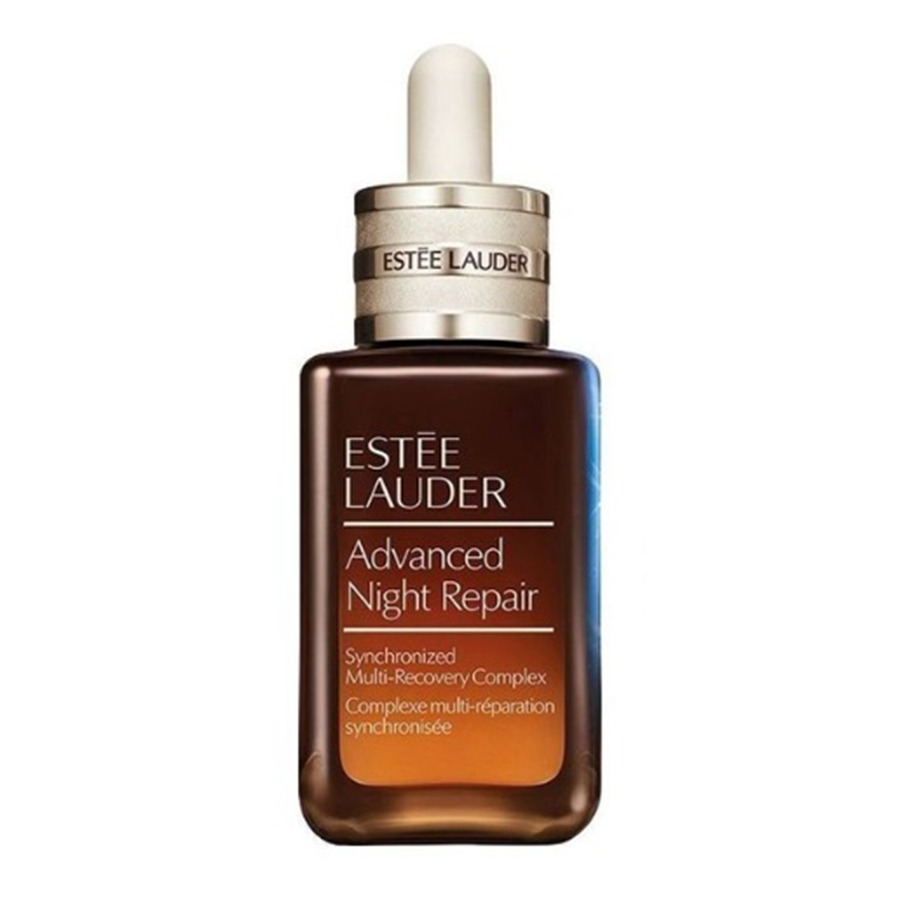 ESTĒE LAUDER
ESTĒE
LAUDER
Advanced
Night Repair
Synchronized
Multi-Recovery Complex
Complexe multi-réparation
synchronisée